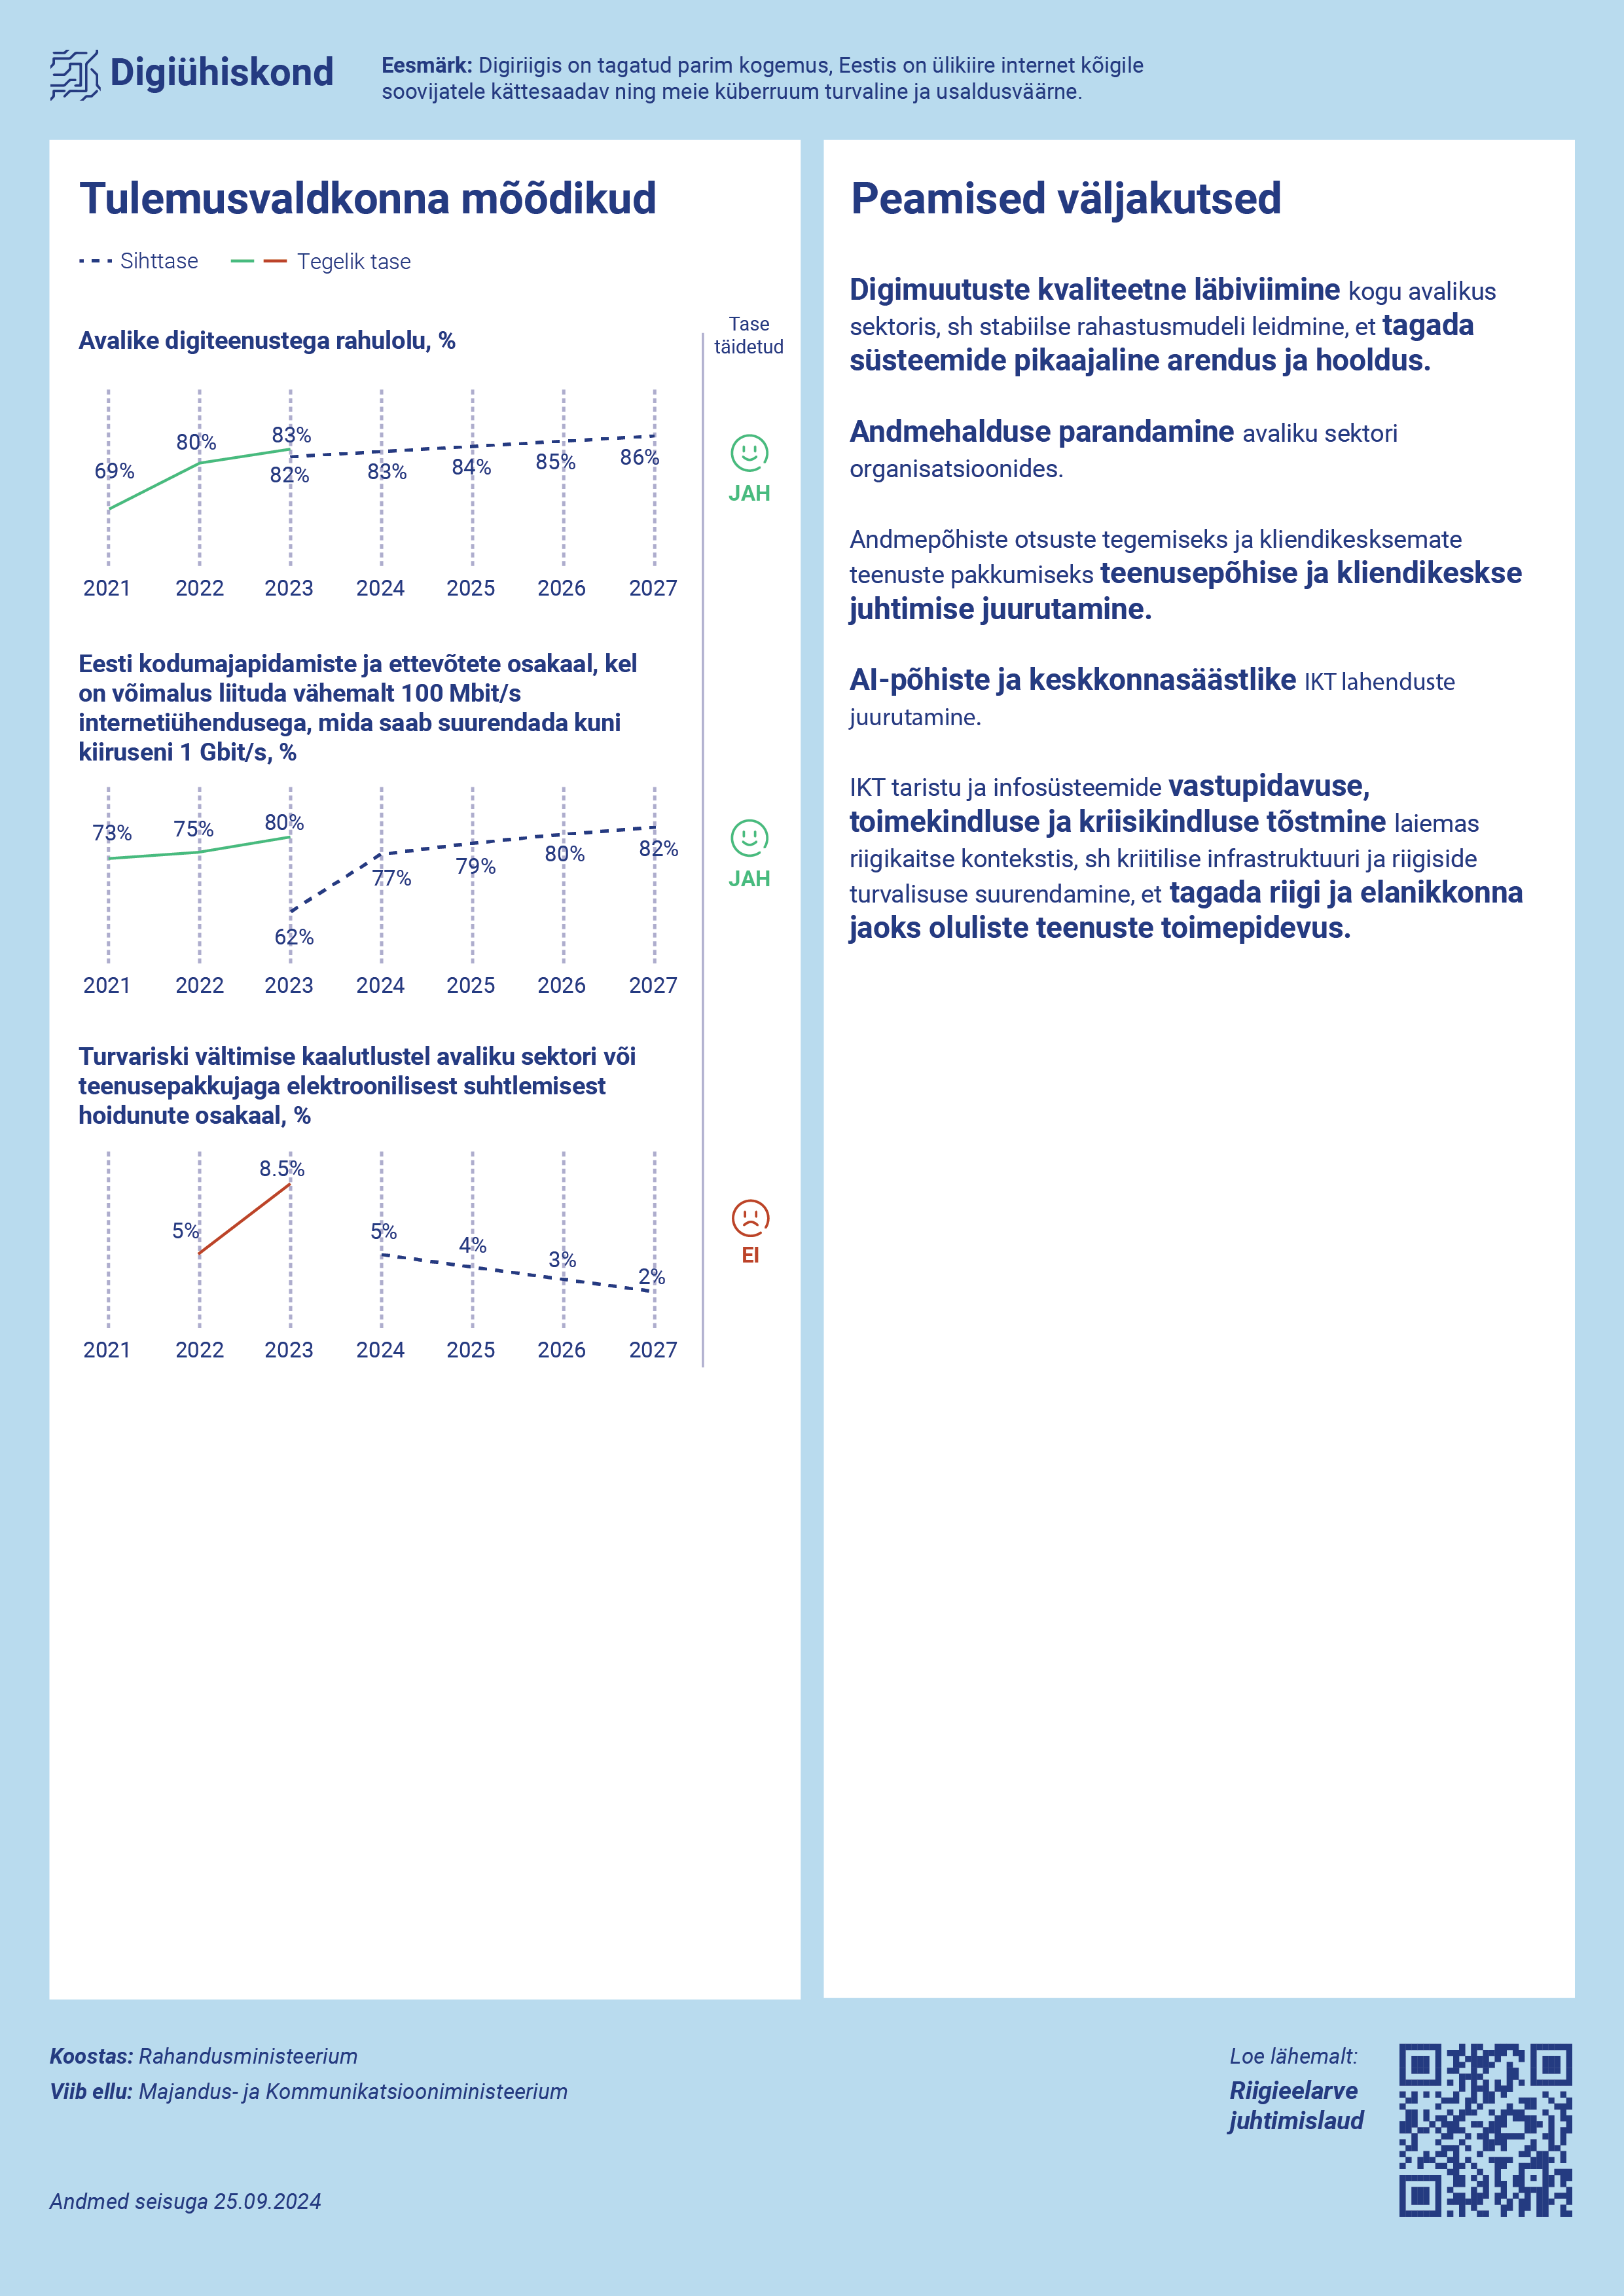 Digiühiskond
Eesmärk: Digiriigis on tagatud parim kogemus, Eestis on ülikiire internet kõigile
soovijatele kättesaadav ning meie küberruum turvaline ja usaldusväärne.
Tulemusvaldkonna mõõdikud
Sihttase Tegelik tase
Tase
täidetud
Avalike digiteenustega rahulolu, %
69% 80% 83%
82% 83% 84% 85% 86%
JAH
2021 2022 2023 2024 2025 2026 2027
Eesti kodumajapidamiste ja ettevõtete osakaal, kel
on võimalus liituda vähemalt 100 Mbit/s
internetiühendusega, mida saab suurendada kuni
kiiruseni 1 Gbit/s, %
73% 75% 80%
62% 77% 79% 80% 82%
JAH
2021 2022 2023 2024 2025 2026 2027
Turvariski vältimise kaalutlustel avaliku sektori või
teenusepakkujaga elektroonilisest suhtlemisest
hoidunute osakaal, %
5% 8.5%
5% 4% 3% 2%
EI
2021 2022 2023 2024 2025 2026 2027
Peamised väljakutsed
Digimuutuste kvaliteetne läbiviimine kogu avalikus
sektoris, sh stabiilse rahastusmudeli leidmine, et tagada
süsteemide pikaajaline arendus ja hooldus.
Andmehalduse parandamine avaliku sektori
organisatsioonides.
Andmepõhiste otsuste tegemiseks ja kliendikesksemate
teenuste pakkumiseks teenusepõhise ja kliendikeskse
juhtimise juurutamine.
AI-põhiste ja keskkonnasäästlike IKT lahenduste
juurutamine.
IKT taristu ja infosüsteemide vastupidavuse,
toimekindluse ja kriisikindluse tõstmine laiemas
riigikaitse kontekstis, sh kriitilise infrastruktuuri ja riigiside
turvalisuse suurendamine, et tagada riigi ja elanikkonna
jaoks oluliste teenuste toimepidevus.
Koostas: Rahandusministeerium
Viib ellu: Majandus- ja Kommunikatsiooniministeerium
Andmed seisuga 25.09.2024
Loe lähemalt:
Riigieelarve
juhtimislaud